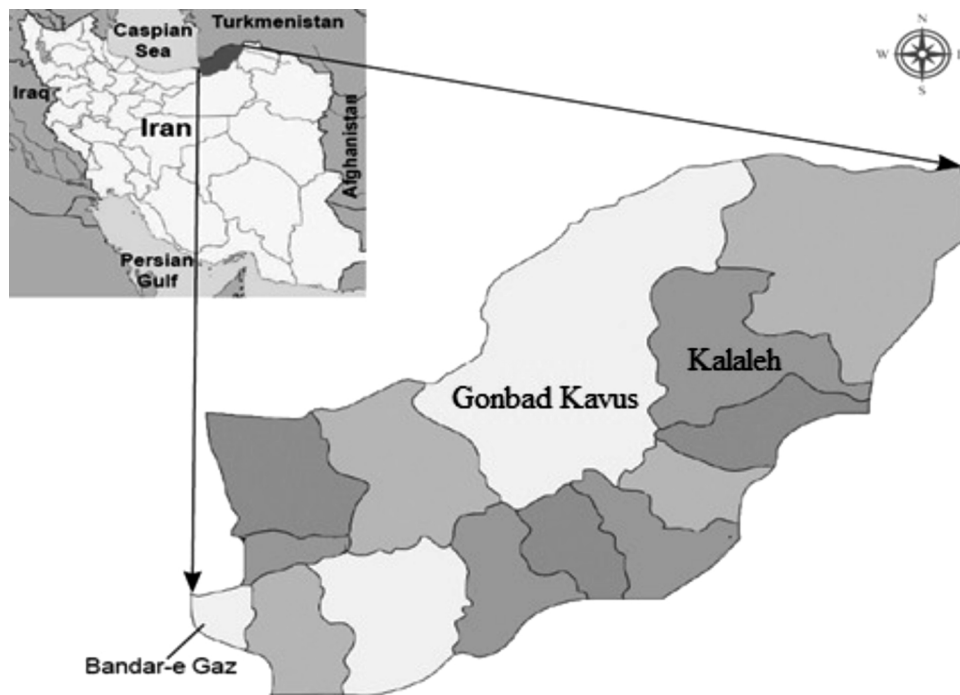 Caspian
Sea
Turkmenistan
Iraq
Iran
Afghanistan
Persian
Gulf
N
W
E
S
Kalaleh
Gonbad Kavus
Bandar-e Gaz